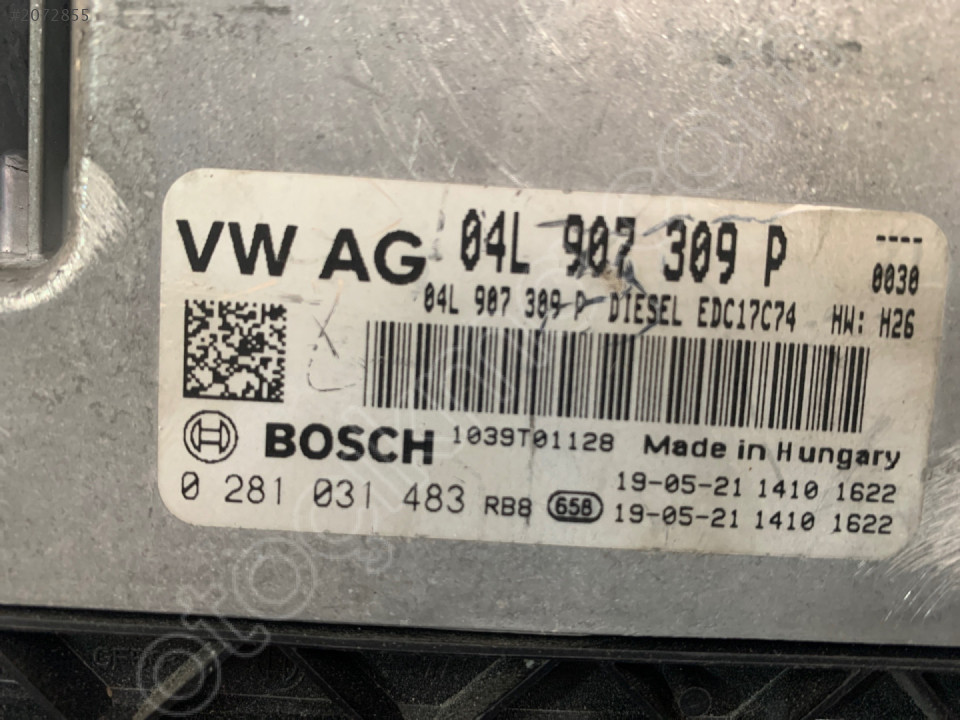 #2072855
VW AG 04L 907 309 P ----
0030
04L 907 309 P DIESEL EDC17C74 HW: H26
BOSCH 1039T01128 Made in Hungary
0 281 031 483 RB8 658 19-05-21 1410 1622
19-05-21 1410 1622